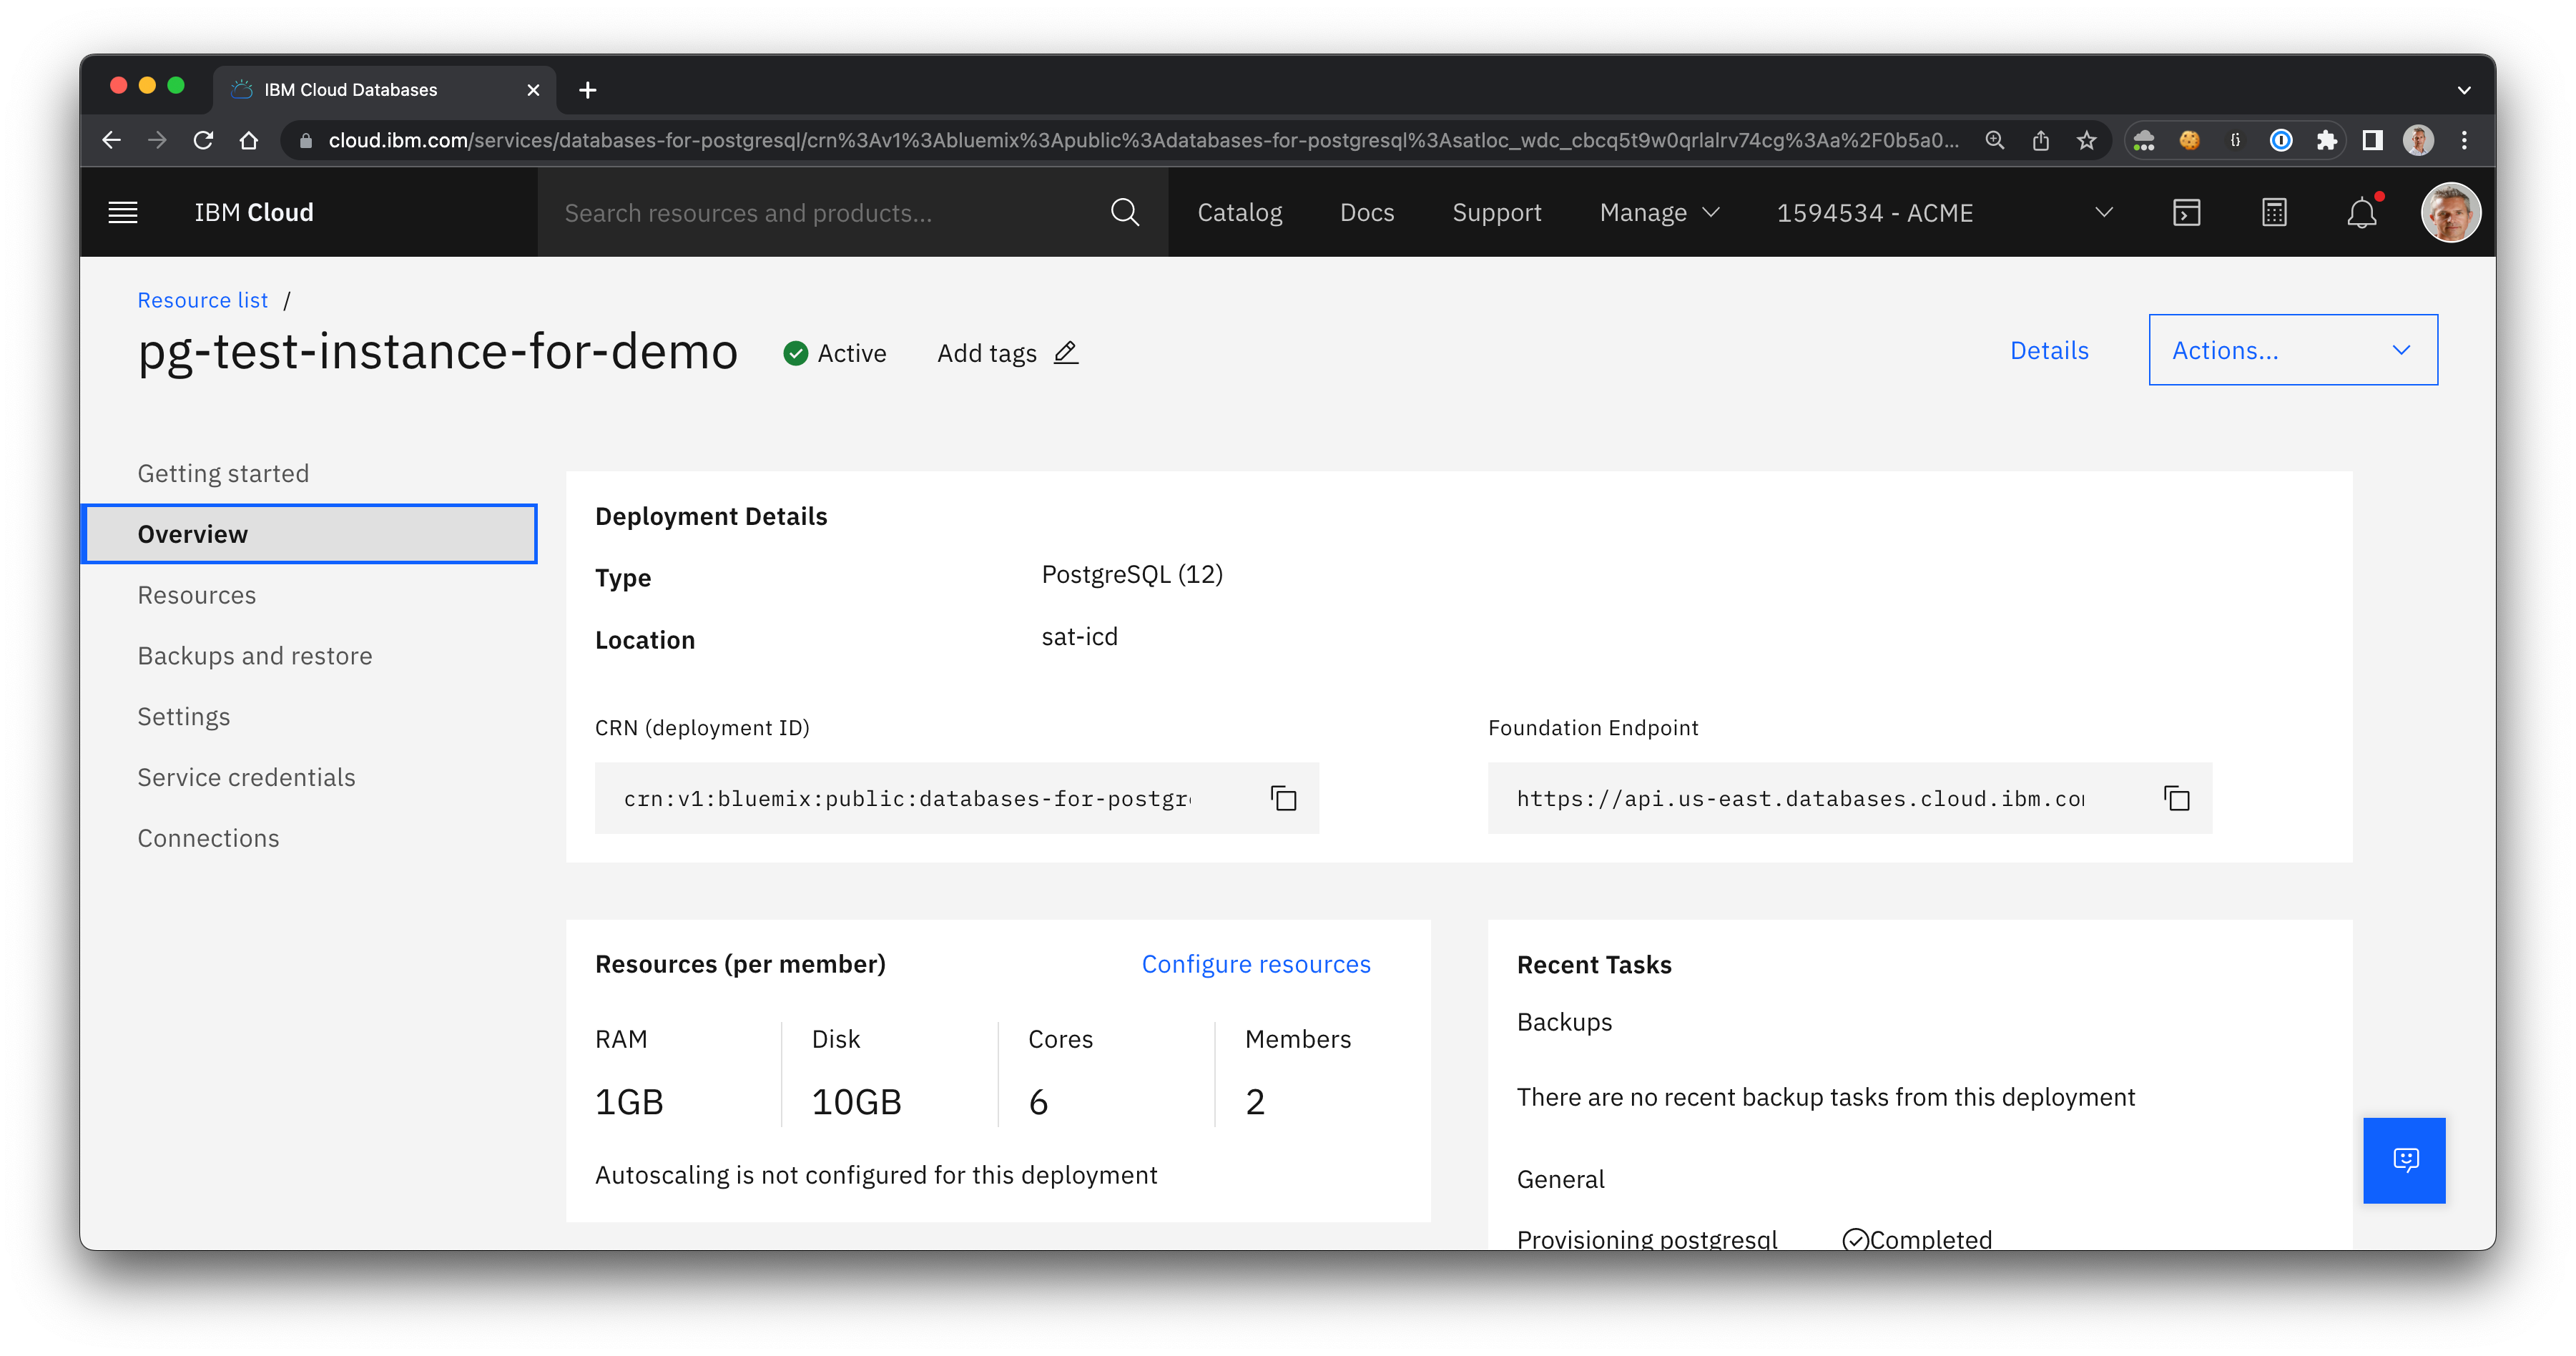 IBM Cloud Databases
cloud.ibm.com/services/databases-for-postgresql/crn%3Av1%3Abluemix%3Apublic%3Adatabases-for-postgresql%3Asatloc_wdc_cbcq5t9w0qrlalrv74cg%3Aa%2F0b5a0...
IBM Cloud
Search resources and products...
Catalog
Docs
Support
Manage
1594534 - ACME
Resource list /
pg-test-instance-for-demo
Active
Add tags
Details
Actions...
Getting started
Overview
Resources
Backups and restore
Settings
Service credentials
Connections
Deployment Details
Type PostgreSQL (12)
Location sat-icd
CRN (deployment ID)
crn:v1:bluemix:public:databases-for-postgre
Foundation Endpoint
https://api.us-east.databases.cloud.ibm.com
Resources (per member)
Configure resources
RAM
1GB
Disk
10GB
Cores
6
Members
2
Autoscaling is not configured for this deployment
Recent Tasks
Backups
There are no recent backup tasks from this deployment
General
Provisioning postgresql Completed